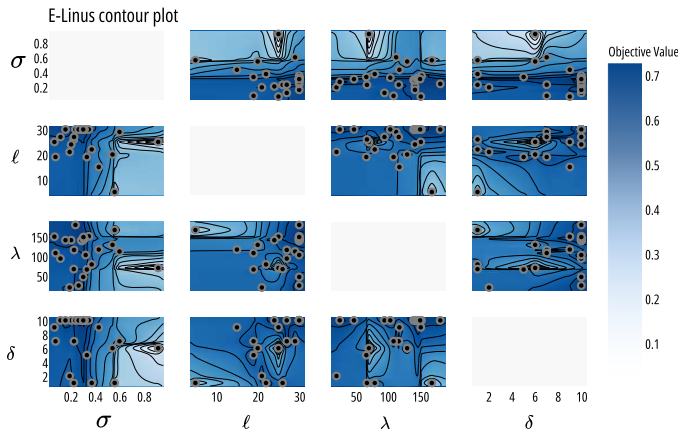 E-Linus contour plot
Objective Value
σ
0.8
0.6
0.4
0.2
0.7
0.6
0.5
0.4
0.3
0.2
0.1
ℓ
30
20
10
λ
150
100
50
δ
10
8
6
4
2
0.2 0.4 0.6 0.8
10 20 30
50 100 150
2 4 6 8 10
σ ℓ λ δ